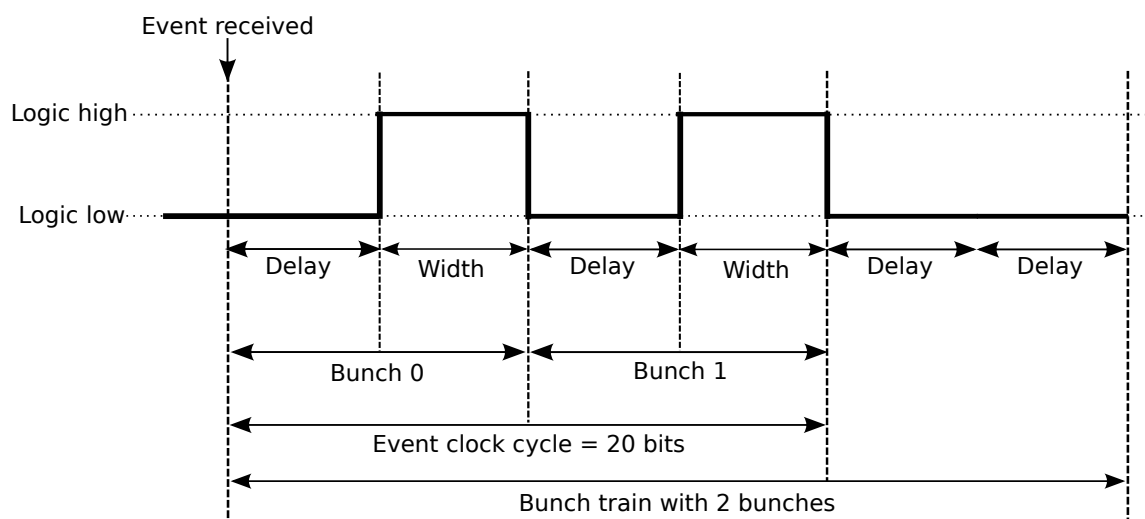 Event received
Logic high
Logic low
Delay
Width
Delay
Width
Delay
Delay
Bunch 0
Bunch 1
Event clock cycle = 20 bits
Bunch train with 2 bunches